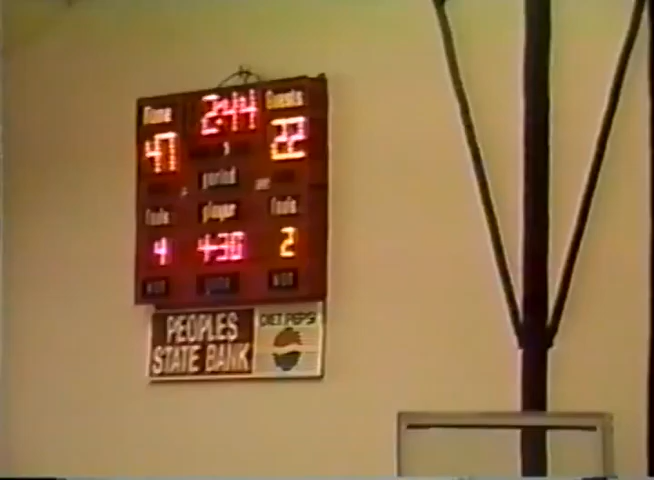 Home 2:44 Guests
47 22
period
Fouls player Fouls
4 4-30 2
PEOPLES
STATE BANK
DIET PEPSI